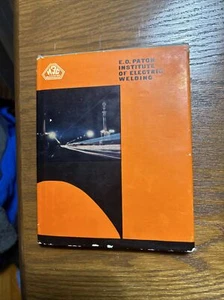 E.O. PATON
INSTITUTE
OF ELECTRIC
WELDING